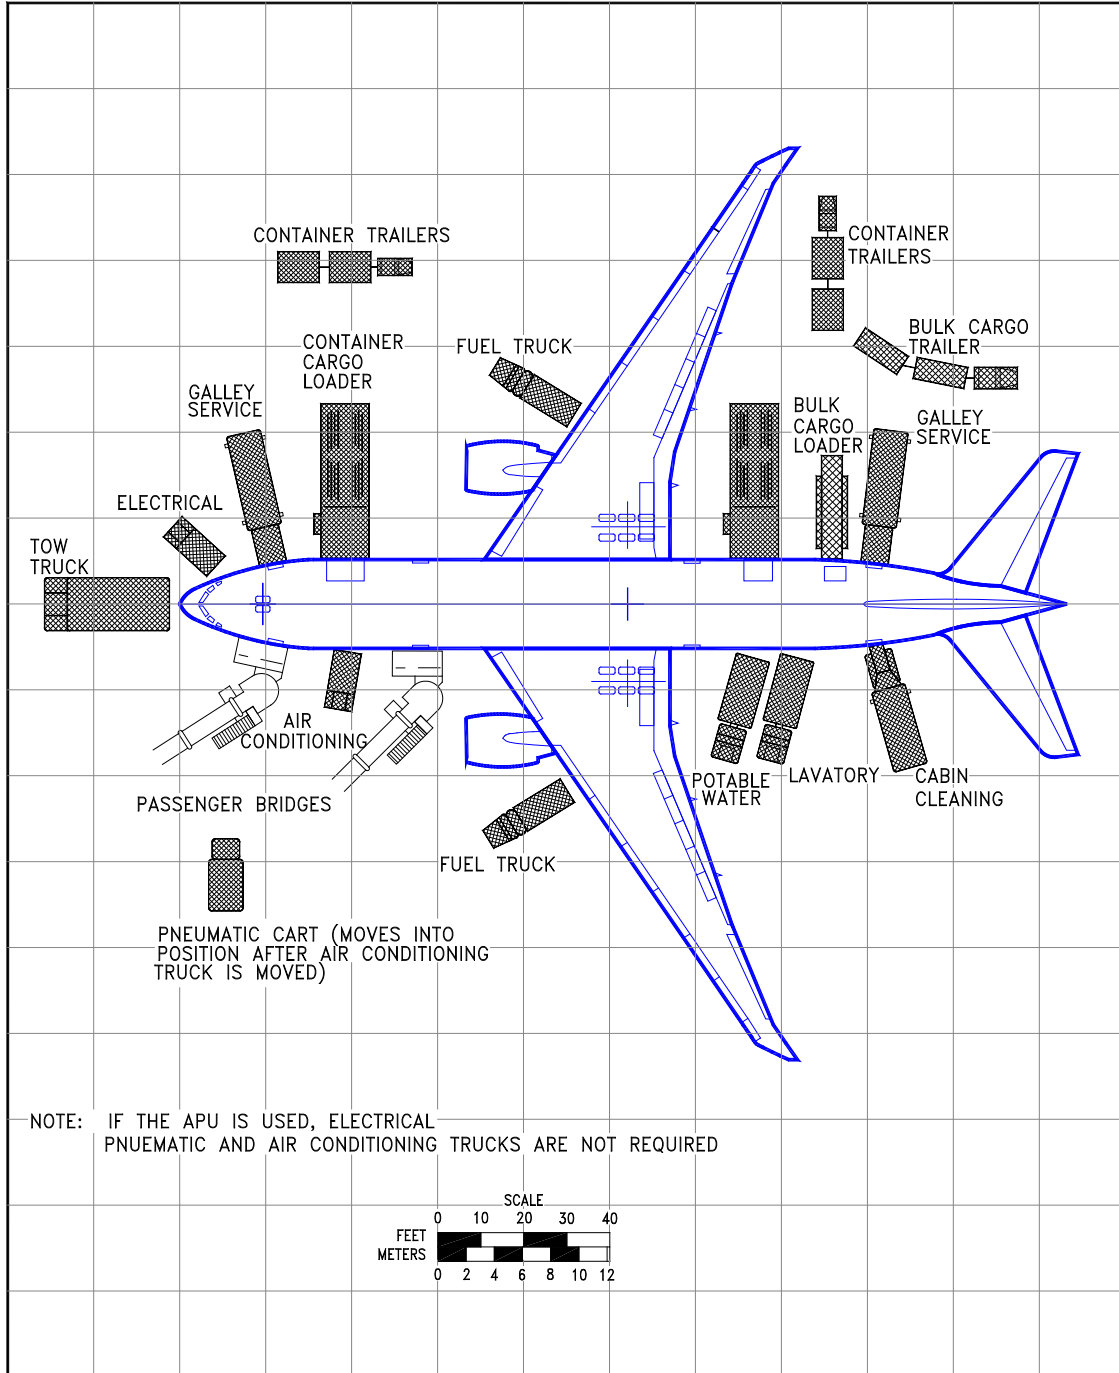 CONTAINER TRAILERS
CONTAINER
TRAILERS
BULK CARGO
TRAILER
CONTAINER
CARGO
LOADER
FUEL TRUCK
GALLEY
SERVICE
BULK
CARGO
LOADER
GALLEY
SERVICE
ELECTRICAL
TOW
TRUCK
AIR
CONDITIONING
PASSENGER BRIDGES
POTABLE
WATER
LAVATORY
CABIN
CLEANING
FUEL TRUCK
PNEUMATIC CART (MOVES INTO
POSITION AFTER AIR CONDITIONING
TRUCK IS MOVED)
NOTE: IF THE APU IS USED, ELECTRICAL
PNUEMATIC AND AIR CONDITIONING TRUCKS ARE NOT REQUIRED
SCALE
0 10 20 30 40
FEET
METERS
0 2 4 6 8 10 12